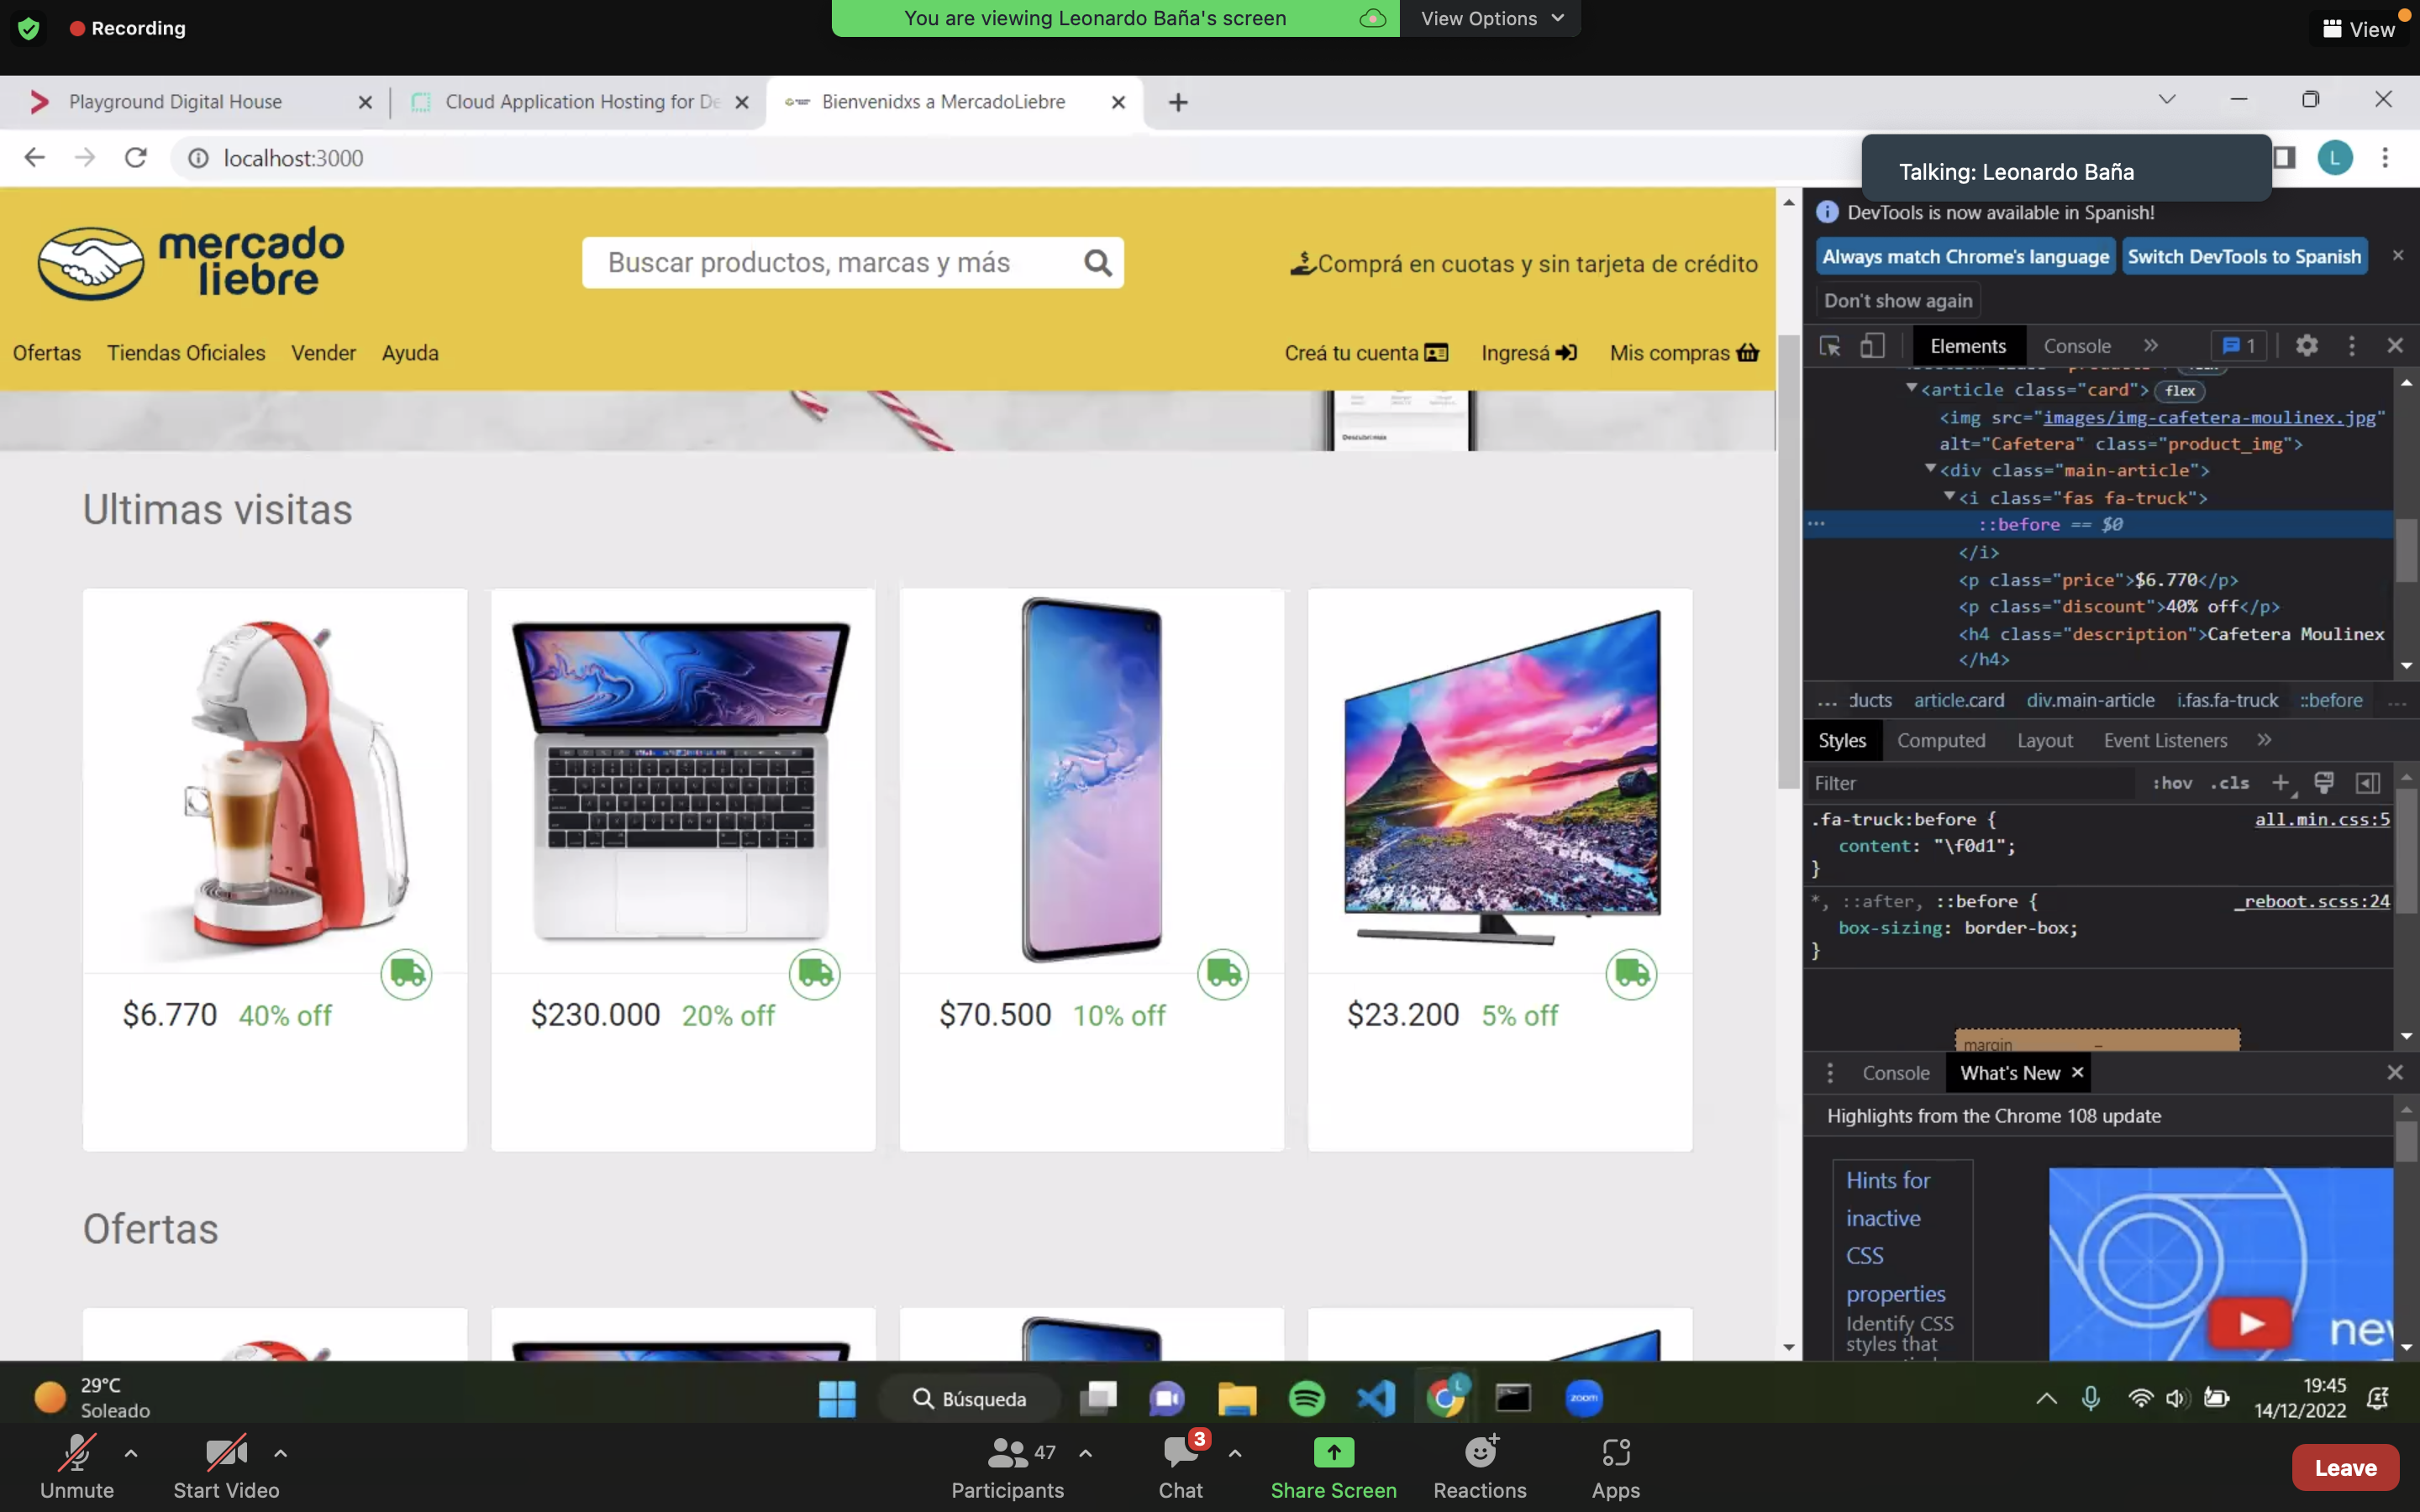 Recording
You are viewing Leonardo Baña's screen
View Options
View
Playground Digital House
Cloud Application Hosting for De
Bienvenidxs a MercadoLiebre
localhost:3000
Talking: Leonardo Baña
L
mercado
liebre
Buscar productos, marcas y más
Comprá en cuotas y sin tarjeta de crédito
Ofertas
Tiendas Oficiales
Vender
Ayuda
Creá tu cuenta
Ingresá
Mis compras
Descubrí más
Ultimas visitas
$6.770 40% off
$230.000 20% off
$70.500 10% off
$23.200 5% off
Ofertas
DevTools is now available in Spanish!
Always match Chrome's language
Switch DevTools to Spanish
Don't show again
Elements
Console
1
<article class="card"> flex
<img src="images/img-cafetera-moulinex.jpg"
alt="Cafetera" class="product_img">
<div class="main-article">
<i class="fas fa-truck">
::before == $0
</i>
<p class="price">$6.770</p>
<p class="discount">40% off</p>
<h4 class="description">Cafetera Moulinex
</h4>
... ducts article.card div.main-article i.fas.fa-truck ::before ...
Styles
Computed
Layout
Event Listeners
Filter
:hov .cls
.fa-truck:before { all.min.css:5
content: "\f0d1";
}
*, ::after, ::before { _reboot.scss:24
box-sizing: border-box;
}
margin –
Console
What's New
Highlights from the Chrome 108 update
Hints for
inactive
CSS
properties
Identify CSS
styles that
29°C
Soleado
Búsqueda
L
zoom
19:45
14/12/2022
Unmute
Start Video
47
Participants
3
Chat
Share Screen
Reactions
Apps
Leave